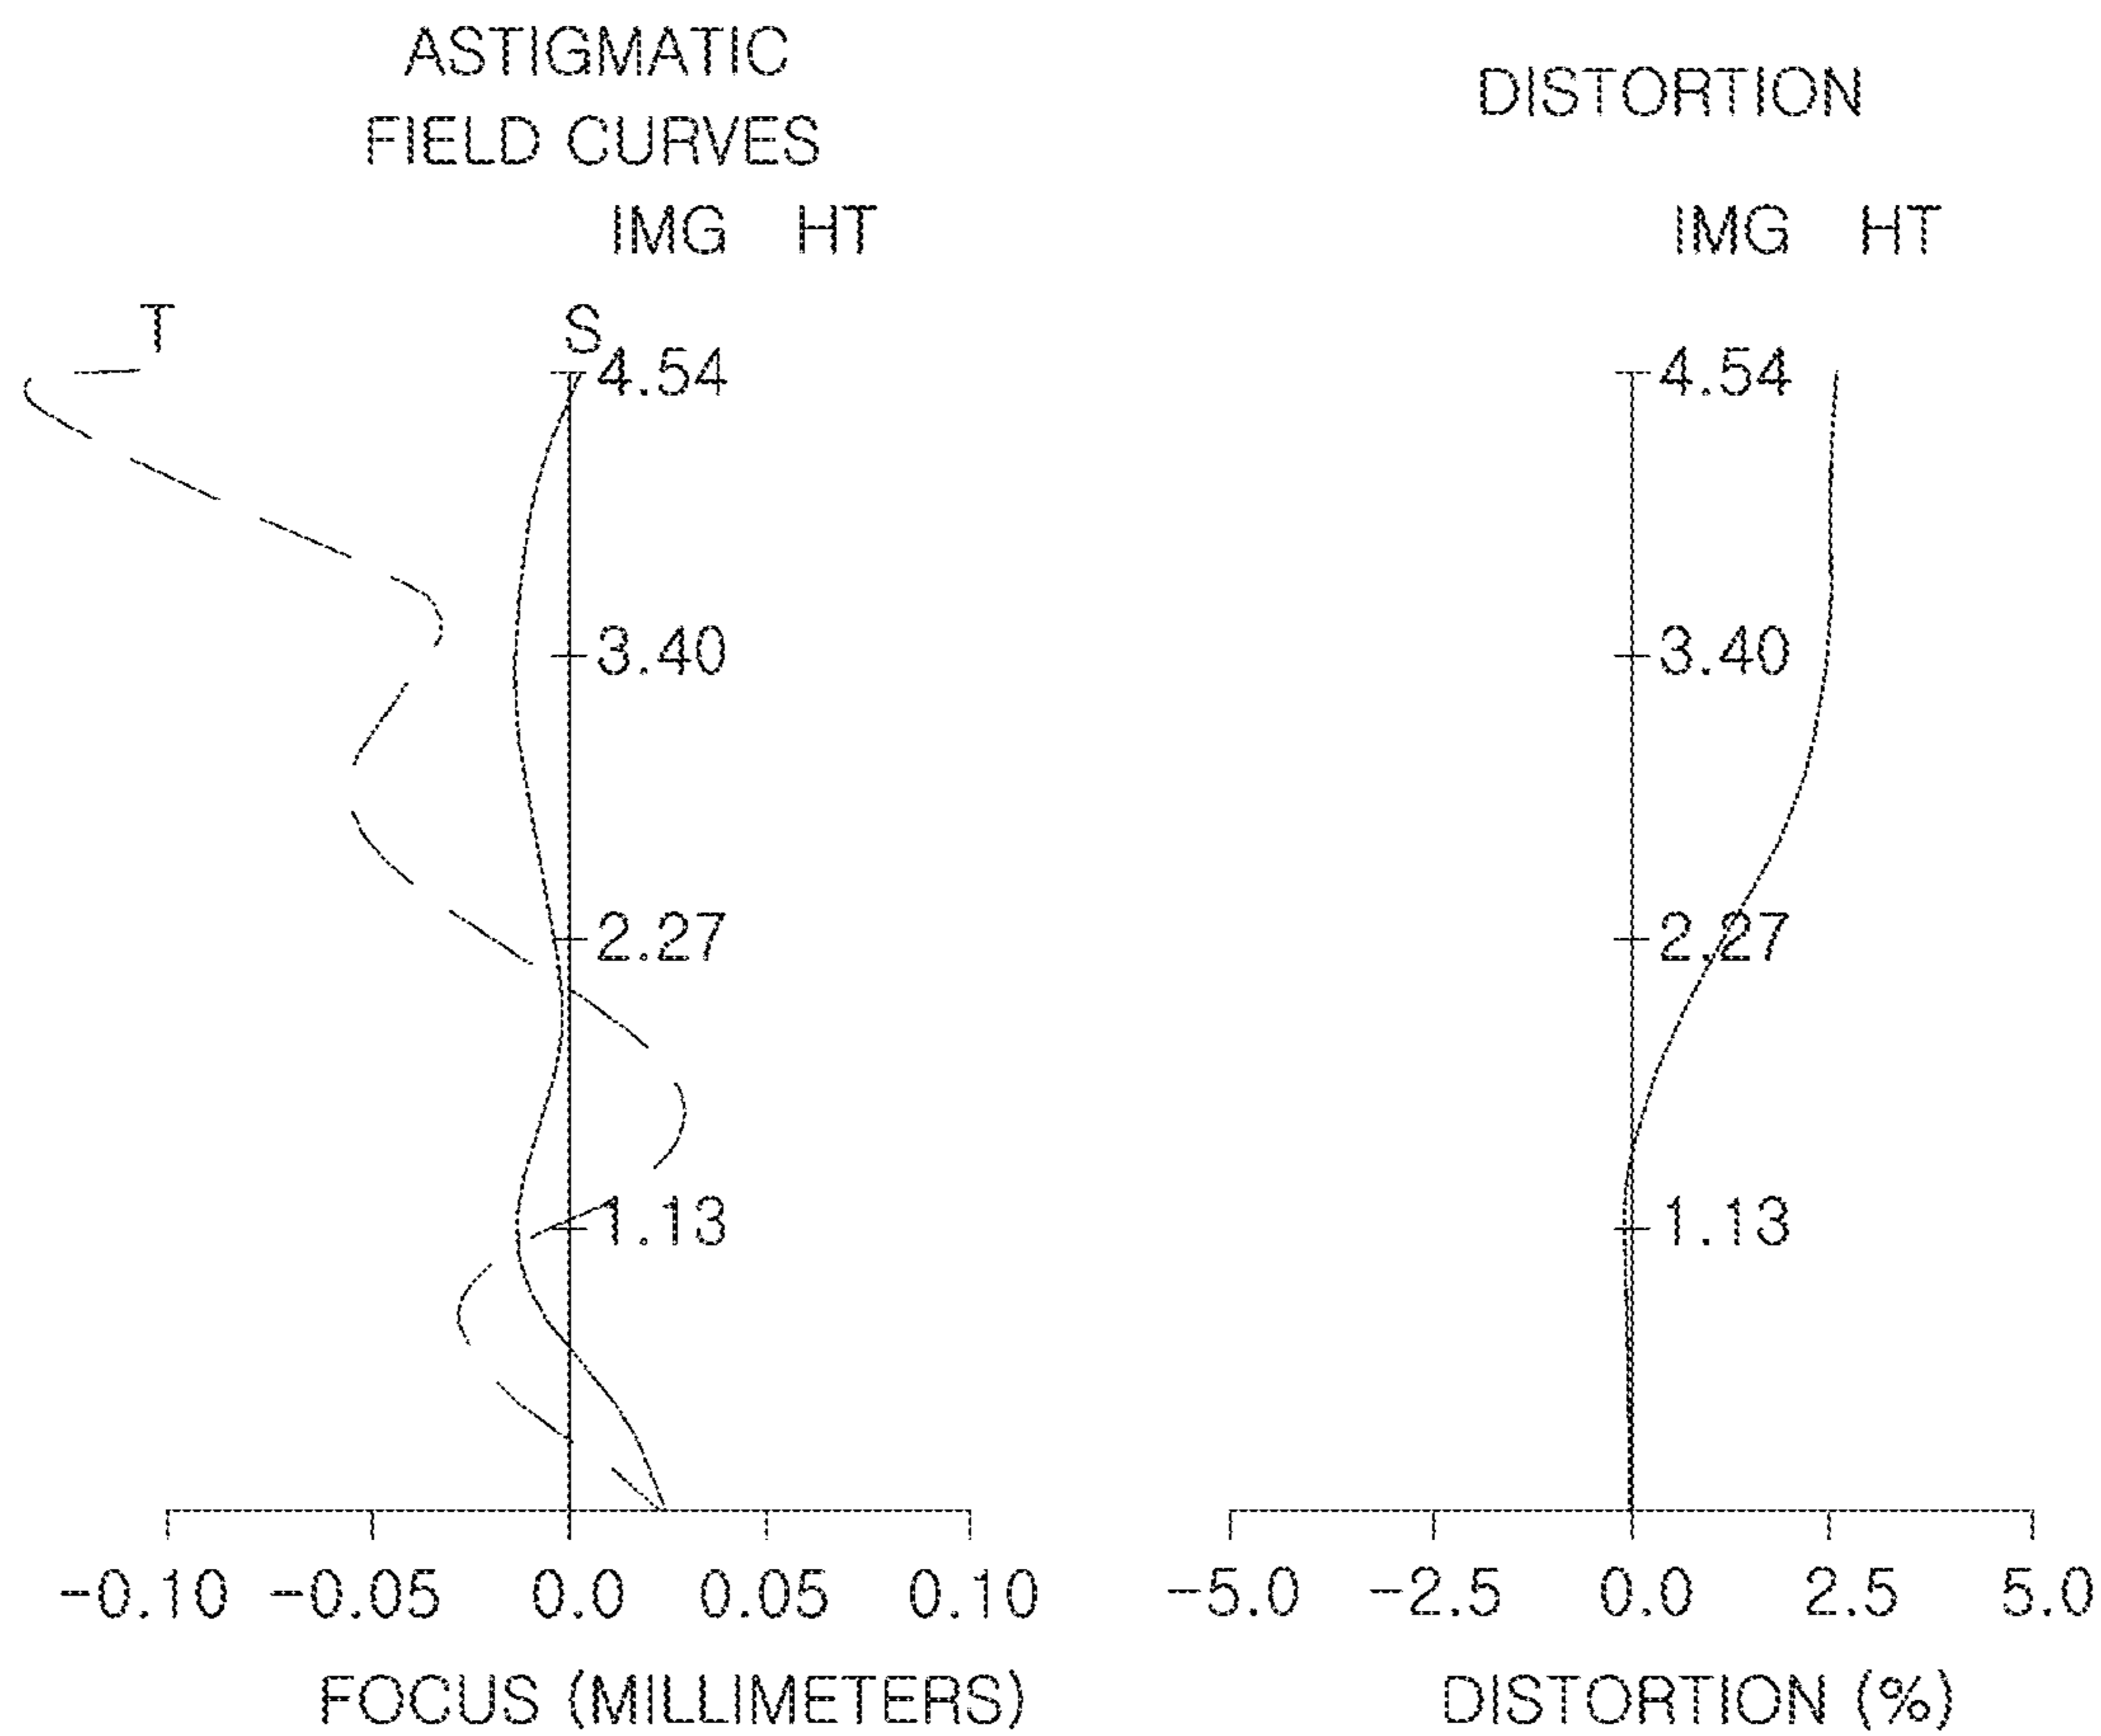 ASTIGMATIC
FIELD CURVES
IMG HT
T
S
4.54
3.40
2.27
1.13
-0.10 -0.05 0.0 0.05 0.10
FOCUS (MILLIMETERS)
DISTORTION
IMG HT
4.54
3.40
2.27
1.13
-5.0 -2.5 0.0 2.5 5.0
DISTORTION (%)